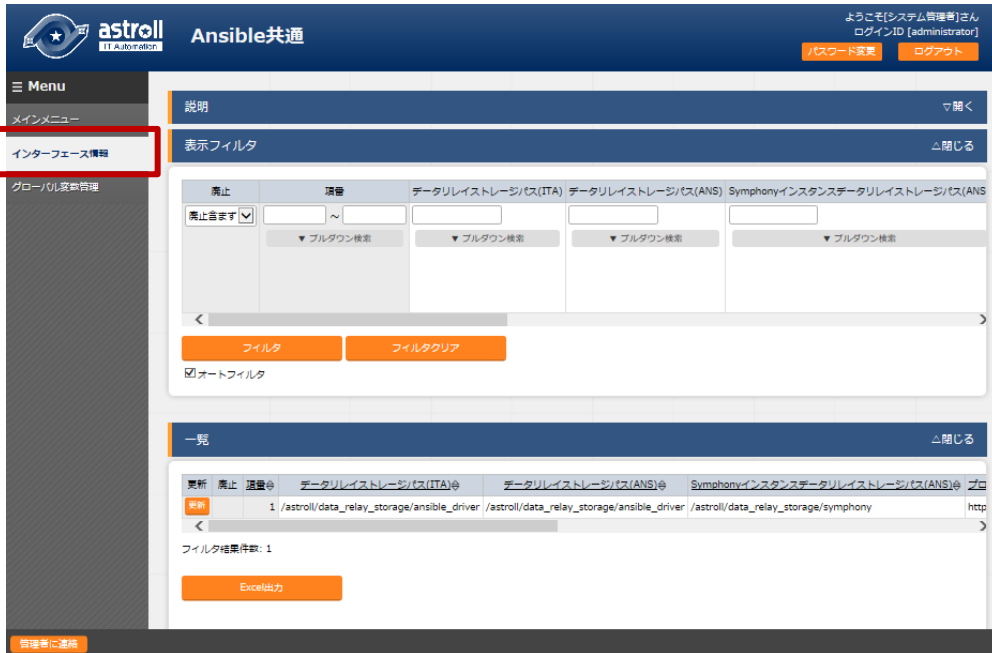 astroll
IT Automation
Ansible共通
ようこそ[システム管理者]さん
ログインID [administrator]
パスワード変更 ログアウト
☰ Menu
メインメニュー
インターフェース情報
グローバル変数管理
説明 ▽開く
表示フィルタ △閉じる
廃止 項番 データリレイストレージパス(ITA) データリレイストレージパス(ANS) Symphonyインスタンスデータリレイストレージパス(ANS
廃止含まず ～
▼ プルダウン検索 ▼ プルダウン検索 ▼ プルダウン検索 ▼ プルダウン検索
フィルタ フィルタクリア
オートフィルタ
一覧 △閉じる
更新 廃止 項番 データリレイストレージパス(ITA) データリレイストレージパス(ANS) Symphonyインスタンスデータリレイストレージパス(ANS) プロ
更新 1 /astroll/data_relay_storage/ansible_driver /astroll/data_relay_storage/ansible_driver /astroll/data_relay_storage/symphony http
フィルタ結果件数: 1
Excel出力
管理者に連絡